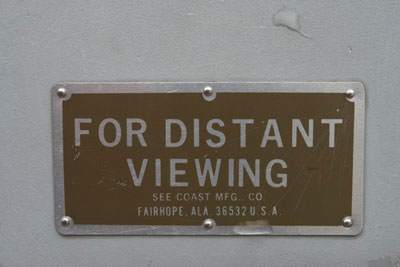 FOR DISTANT
VIEWING
SEE COAST MFG. CO.
FAIRHOPE, ALA. 36532 U.S.A.